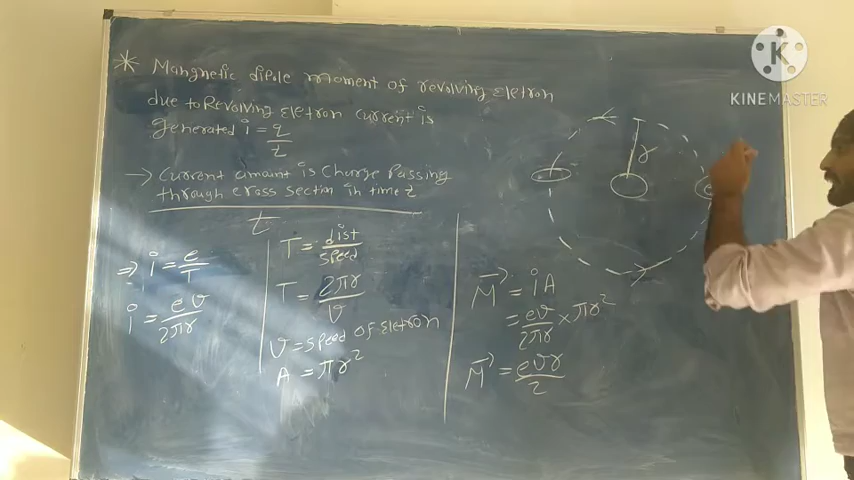 * Mangnetic dipole moment of revolving eletron
due to Revolving eletron current is
generated i = q/t
→ Current amount is Charge Passing
through cross section in time t
t
⇒ i = e/T
i = ev/2πr
T = dist/speed
T = 2πr/v
v = speed of eletron
A = πr²
M⃗ = iA
= ev/2πr × πr²
M⃗ = evr/2
r
e
KINEMASTER